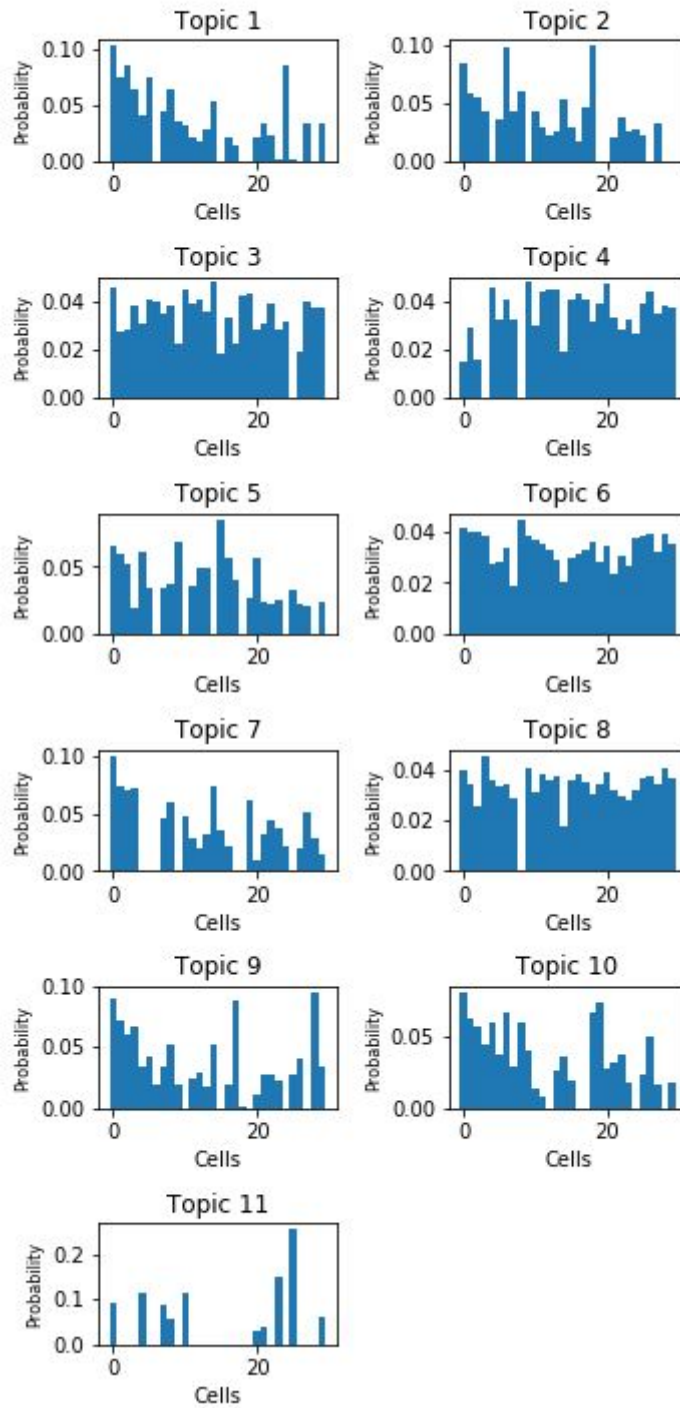 Topic 1
Probability
0.10
0.05
0.00
0
20
Cells
Topic 2
Probability
0.10
0.05
0.00
0
20
Cells
Topic 3
Probability
0.04
0.02
0.00
0
20
Cells
Topic 4
Probability
0.04
0.02
0.00
0
20
Cells
Topic 5
Probability
0.05
0.00
0
20
Cells
Topic 6
Probability
0.04
0.02
0.00
0
20
Cells
Topic 7
Probability
0.10
0.05
0.00
0
20
Cells
Topic 8
Probability
0.04
0.02
0.00
0
20
Cells
Topic 9
Probability
0.10
0.05
0.00
0
20
Cells
Topic 10
Probability
0.05
0.00
0
20
Cells
Topic 11
Probability
0.2
0.1
0.0
0
20
Cells